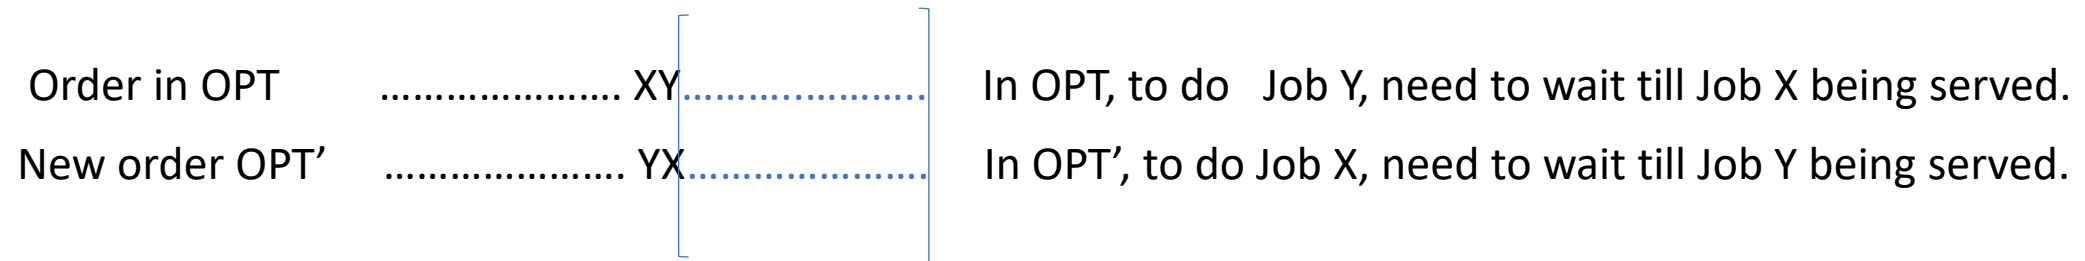 Order in OPT ………………… XY……………………… In OPT, to do Job Y, need to wait till Job X being served.
New order OPT’ ………………… YX……………………… In OPT’, to do Job X, need to wait till Job Y being served.